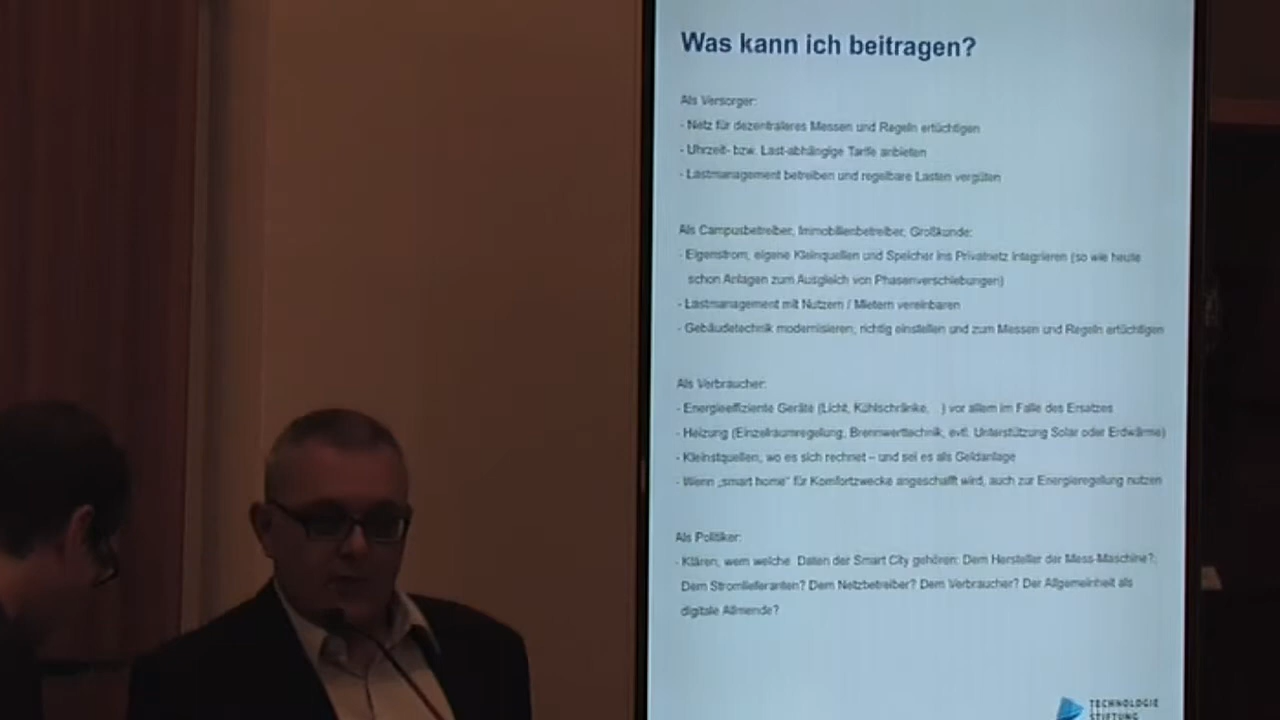 Was kann ich beitragen?
Als Versorger:
- Netz für dezentraleres Messen und Regeln ertüchtigen
- Uhrzeit- bzw. Last-abhängige Tarife anbieten
- Lastmanagement betreiben und regelbare Lasten vergüten
Als Campusbetreiber, Immobilienbetreiber, Großkunde:
- Eigenstrom, eigene Kleinquellen und Speicher ins Privatnetz integrieren (so wie heute
schon Anlagen zum Ausgleich von Phasenverschiebungen)
- Lastmanagement mit Nutzern / Mietern vereinbaren
- Gebäudetechnik modernisieren, richtig einstellen und zum Messen und Regeln ertüchtigen
Als Verbraucher:
- Energieeffiziente Geräte (Licht, Kühlschränke, ...) vor allem im Falle des Ersatzes
- Heizung (Einzelraumregelung, Brennwerttechnik, evtl. Unterstützung Solar oder Erdwärme)
- Kleinstquellen, wo es sich rechnet – und sei es als Geldanlage
- Wenn „smart home“ für Komfortzwecke angeschafft wird, auch zur Energieregelung nutzen
Als Politiker:
- Klären, wem welche Daten der Smart City gehören: Dem Hersteller der Mess-Maschine?
Dem Stromlieferanten? Dem Netzbetreiber? Dem Verbraucher? Der Allgemeinheit als
digitale Allmende?
TECHNOLOGIE
STIFTUNG